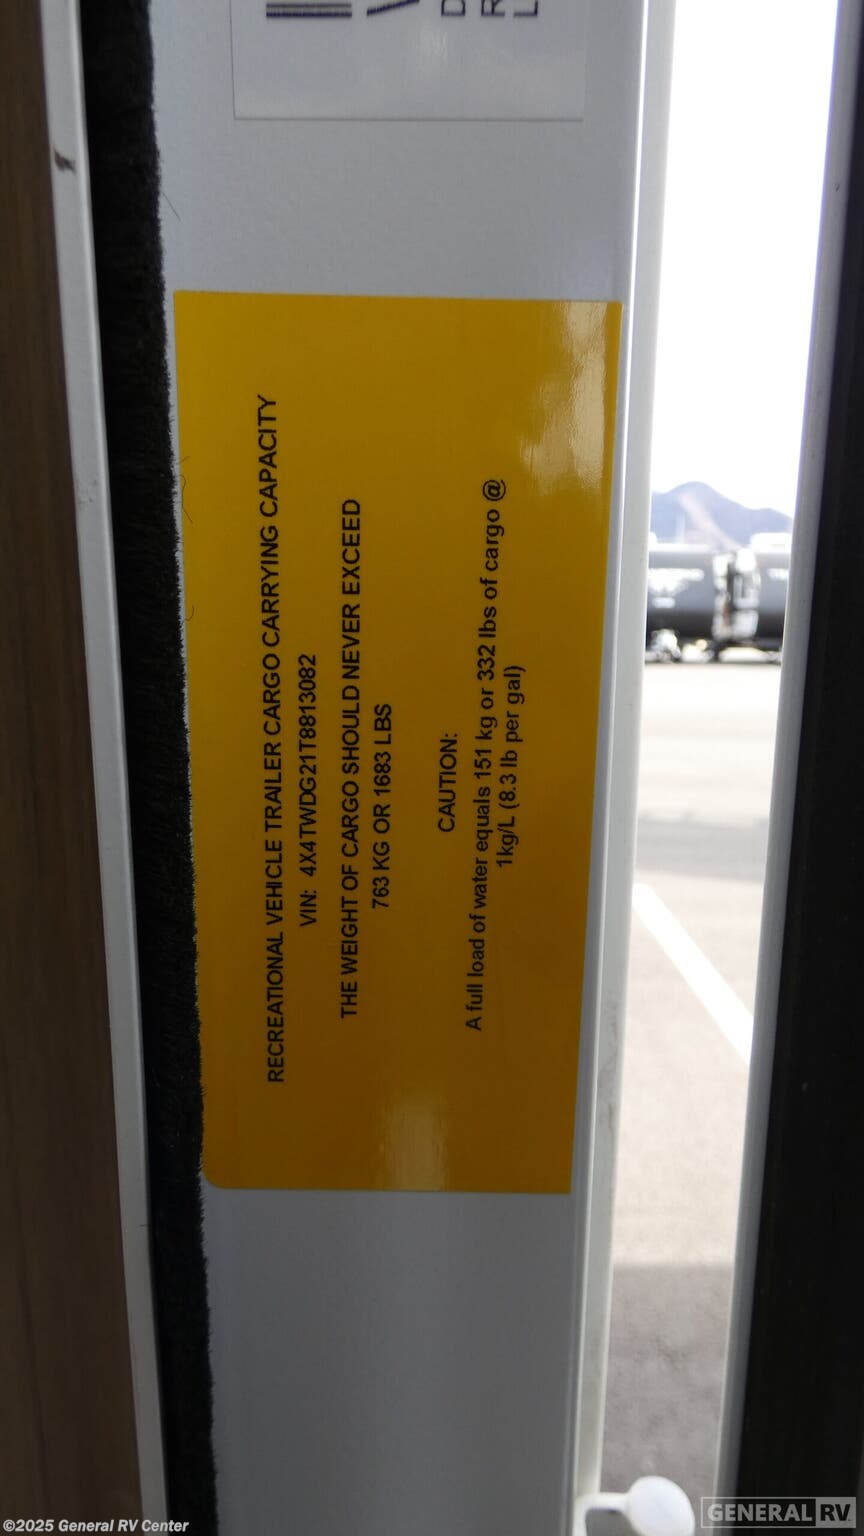 RECREATIONAL VEHICLE TRAILER CARGO CARRYING CAPACITY
VIN: 4X4TWDG21T8813082
THE WEIGHT OF CARGO SHOULD NEVER EXCEED
763 KG OR 1683 LBS
CAUTION:
A full load of water equals 151 kg or 332 lbs of cargo @
1kg/L (8.3 lb per gal)
©2025 General RV Center
GENERAL RV